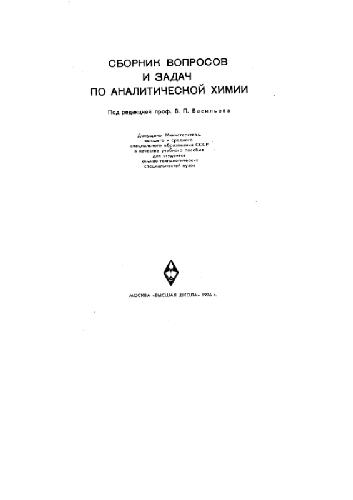 СБОРНИК ВОПРОСОВ
И ЗАДАЧ
ПО АНАЛИТИЧЕСКОЙ ХИМИИ
Под редакцией проф. В. П. Васильева
Допущено Министерством
высшего и среднего
специального образования СССР
в качестве учебного пособия
для студентов
химико-технологических
специальностей вузов
МОСКВА «ВЫСШАЯ ШКОЛА» г.